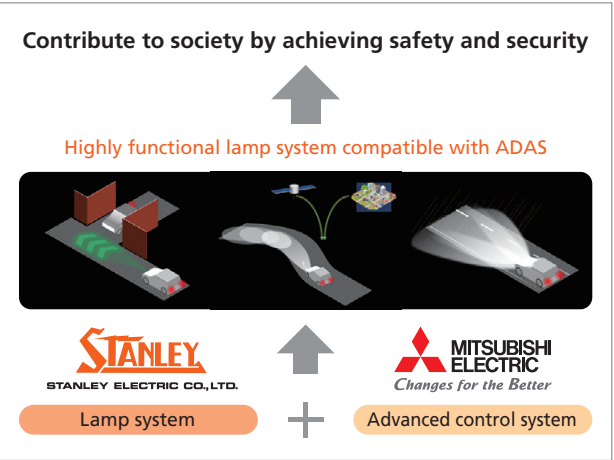 Contribute to society by achieving safety and security
Highly functional lamp system compatible with ADAS
STANLEY
STANLEY ELECTRIC CO.,LTD.
MITSUBISHI
ELECTRIC
Changes for the Better
Lamp system
+
Advanced control system